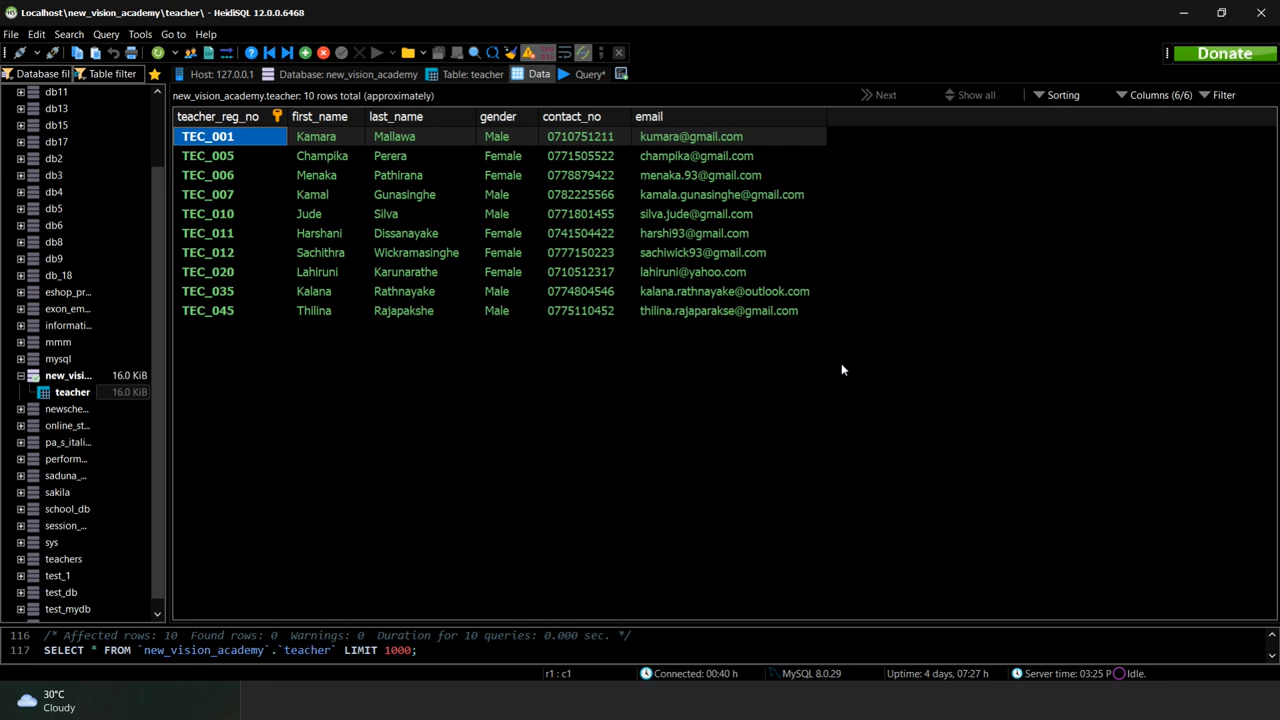 Localhost\new_vision_academy\teacher\ - HeidiSQL 12.0.0.6468
File Edit Search Query Tools Go to Help
Donate
Database fil Table filter Host: 127.0.0.1 Database: new_vision_academy Table: teacher Data Query*
new_vision_academy.teacher: 10 rows total (approximately) Next Show all Sorting Columns (6/6) Filter
teacher_reg_no first_name last_name gender contact_no email
TEC_001 Kamara Mallawa Male 0710751211 kumara@gmail.com
TEC_005 Champika Perera Female 0771505522 champika@gmail.com
TEC_006 Menaka Pathirana Female 0778879422 menaka.93@gmail.com
TEC_007 Kamal Gunasinghe Male 0782225566 kamala.gunasinghe@gmail.com
TEC_010 Jude Silva Male 0771801455 silva.jude@gmail.com
TEC_011 Harshani Dissanayake Female 0741504422 harshi93@gmail.com
TEC_012 Sachithra Wickramasinghe Female 0777150223 sachiwick93@gmail.com
TEC_020 Lahiruni Karunarathe Female 0710512317 lahiruni@yahoo.com
TEC_035 Kalana Rathnayake Male 0774804546 kalana.rathnayake@outlook.com
TEC_045 Thilina Rajapakshe Male 0775110452 thilina.rajaparakse@gmail.com
db11
db13
db15
db17
db2
db3
db4
db5
db6
db8
db9
db_18
eshop_pr...
exon_em...
informati...
mmm
mysql
new_visi... 16.0 KiB
teacher 16.0 KiB
newsche...
online_st...
pa_s_itali...
perform...
saduna_...
sakila
school_db
session_...
sys
teachers
test_1
test_db
test_mydb
116 /* Affected rows: 10 Found rows: 0 Warnings: 0 Duration for 10 queries: 0.000 sec. */
117 SELECT * FROM `new_vision_academy`.`teacher` LIMIT 1000;
r1 : c1 Connected: 00:40 h MySQL 8.0.29 Uptime: 4 days, 07:27 h Server time: 03:25 P Idle.
30°C
Cloudy